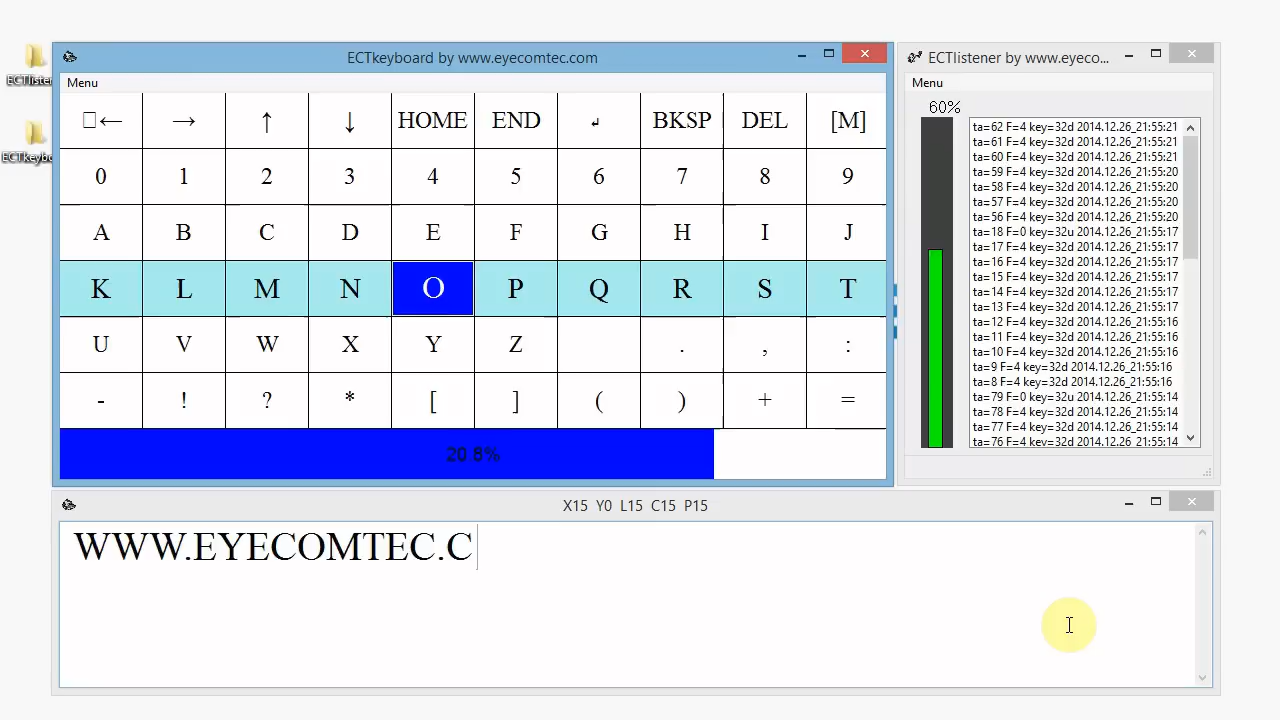 ECTlister
ECTkeybo
ECTkeyboard by www.eyecomtec.com
Menu
← → ↑ ↓ HOME END ↲ BKSP DEL [M]
0 1 2 3 4 5 6 7 8 9
A B C D E F G H I J
K L M N O P Q R S T
U V W X Y Z . , :
- ! ? * [ ] ( ) + =
20.8%
ECTlistener by www.eyeco...
Menu
60%
ta=62 F=4 key=32d 2014.12.26_21:55:21
ta=61 F=4 key=32d 2014.12.26_21:55:21
ta=60 F=4 key=32d 2014.12.26_21:55:21
ta=59 F=4 key=32d 2014.12.26_21:55:20
ta=58 F=4 key=32d 2014.12.26_21:55:20
ta=57 F=4 key=32d 2014.12.26_21:55:20
ta=56 F=4 key=32d 2014.12.26_21:55:20
ta=18 F=0 key=32u 2014.12.26_21:55:17
ta=17 F=4 key=32d 2014.12.26_21:55:17
ta=16 F=4 key=32d 2014.12.26_21:55:17
ta=15 F=4 key=32d 2014.12.26_21:55:17
ta=14 F=4 key=32d 2014.12.26_21:55:17
ta=13 F=4 key=32d 2014.12.26_21:55:17
ta=12 F=4 key=32d 2014.12.26_21:55:16
ta=11 F=4 key=32d 2014.12.26_21:55:16
ta=10 F=4 key=32d 2014.12.26_21:55:16
ta=9 F=4 key=32d 2014.12.26_21:55:16
ta=8 F=4 key=32d 2014.12.26_21:55:16
ta=79 F=0 key=32u 2014.12.26_21:55:14
ta=78 F=4 key=32d 2014.12.26_21:55:14
ta=77 F=4 key=32d 2014.12.26_21:55:14
ta=76 F=4 key=32d 2014.12.26_21:55:14
X15 Y0 L15 C15 P15
WWW.EYECOMTEC.C